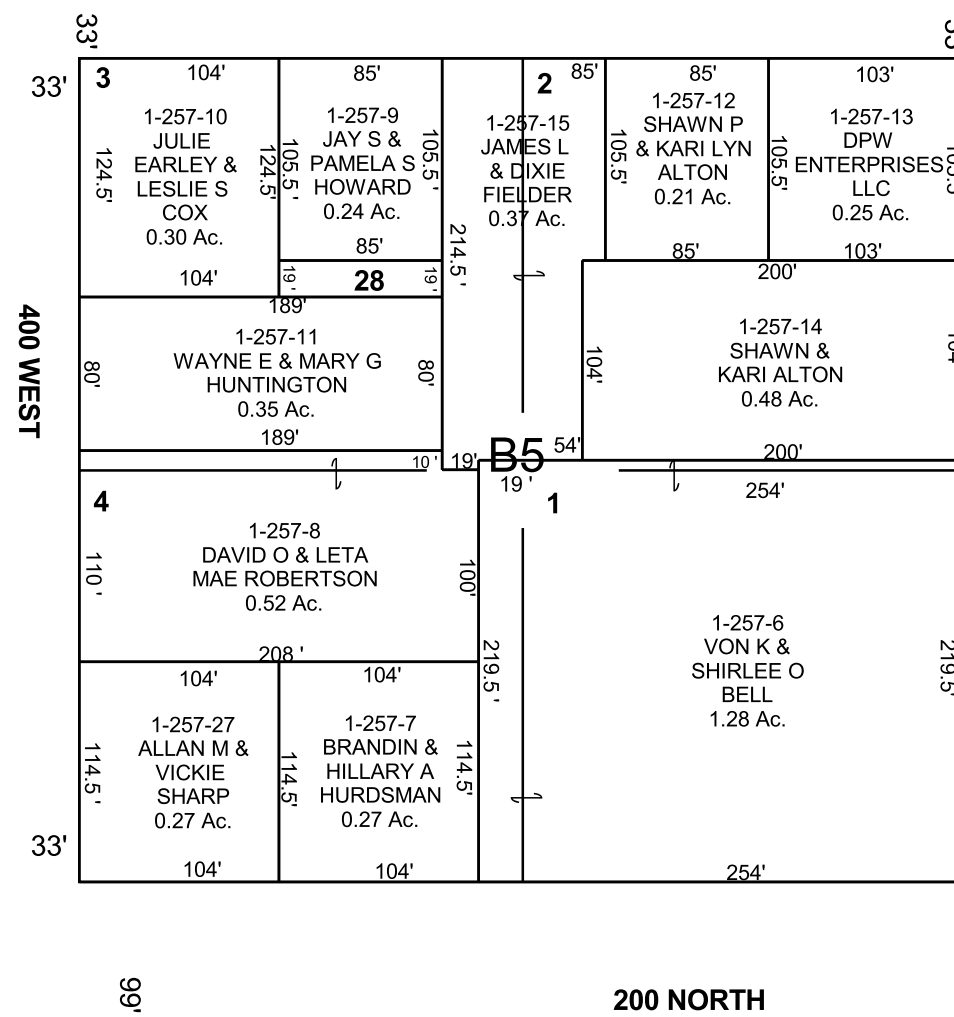 33'
33'
33'
3
104'
85'
85'
2
85'
103'
1-257-10
JULIE
EARLEY &
LESLIE S
COX
0.30 Ac.
124.5'
124.5'
104'
1-257-9
JAY S &
PAMELA S
HOWARD
0.24 Ac.
105.5 '
105.5 '
85'
1-257-15
JAMES L
& DIXIE
FIELDER
0.37 Ac.
214.5 '
1-257-12
SHAWN P
& KARI LYN
ALTON
0.21 Ac.
105.5'
85'
1-257-13
DPW
ENTERPRISES
LLC
0.25 Ac.
105.5'
103'
19 '
28
19 '
189'
400 WEST
80'
1-257-11
WAYNE E & MARY G
HUNTINGTON
0.35 Ac.
80'
189'
200'
104'
1-257-14
SHAWN &
KARI ALTON
0.48 Ac.
104'
200'
10 '
19'
B5
54'
19 '
4
1
254'
110 '
1-257-8
DAVID O & LETA
MAE ROBERTSON
0.52 Ac.
100'
208 '
1-257-6
VON K &
SHIRLEE O
BELL
1.28 Ac.
219.5 '
219.5'
104'
104'
114.5 '
1-257-27
ALLAN M &
VICKIE
SHARP
0.27 Ac.
114.5'
1-257-7
BRANDIN &
HILLARY A
HURDSMAN
0.27 Ac.
114.5'
33'
104'
104'
254'
99'
200 NORTH